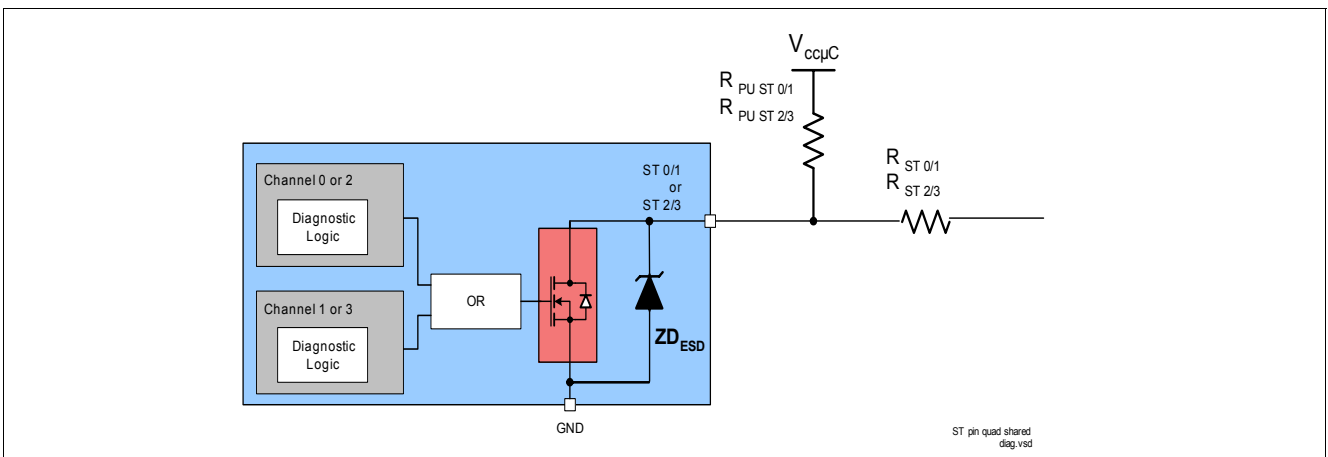 VccµC
R PU ST 0/1
R PU ST 2/3
R ST 0/1
R ST 2/3
ST 0/1
or
ST 2/3
Channel 0 or 2
Diagnostic
Logic
OR
Channel 1 or 3
Diagnostic
Logic
ZDESD
GND
ST pin quad shared
diag.vsd